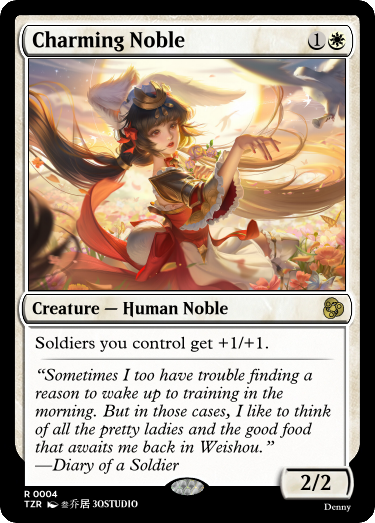 Charming Noble 1
Creature — Human Noble
Soldiers you control get +1/+1.
“Sometimes I too have trouble finding a
reason to wake up to training in the
morning. But in those cases, I like to think
of all the pretty ladies and the good food
that awaits me back in Weishou.”
—Diary of a Soldier
2/2
R 0004
TZR 叁乔居 3OSTUDIO
Denny